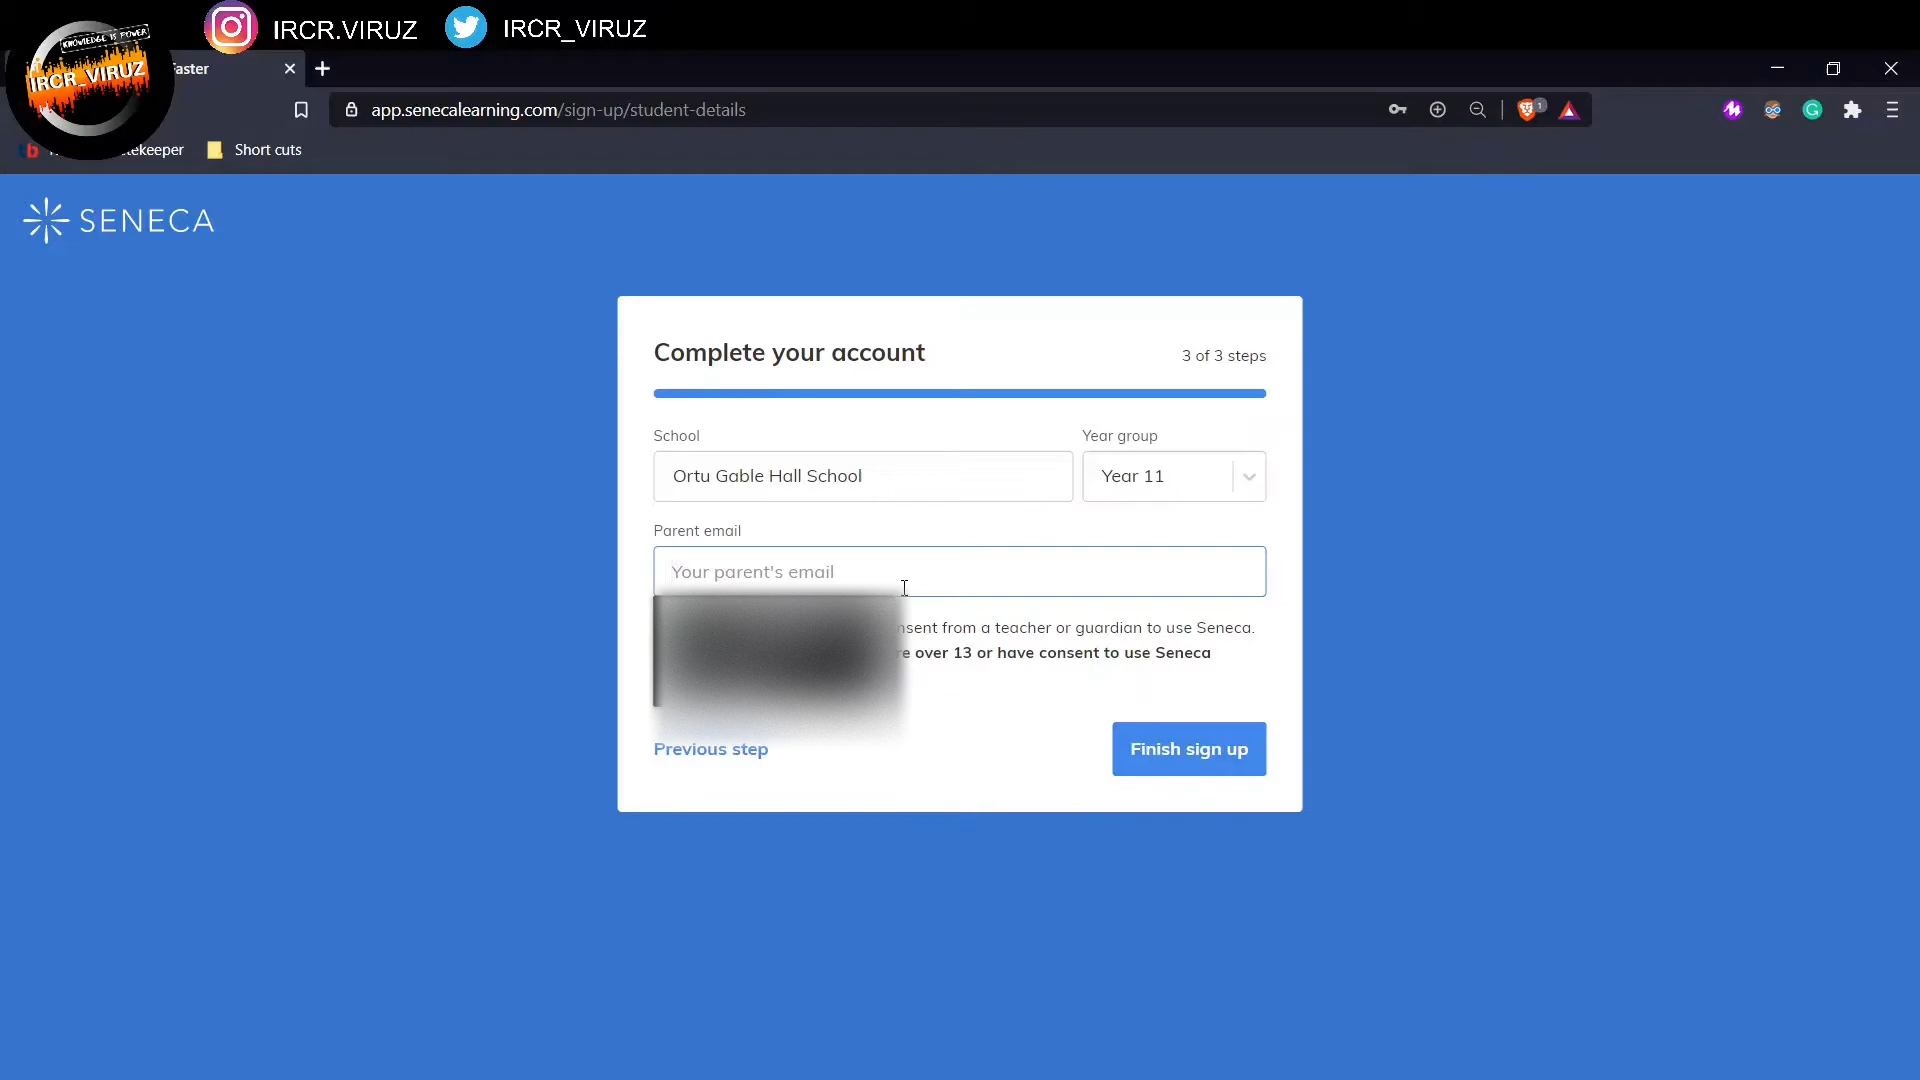 IRCR.VIRUZ
IRCR_VIRUZ
KNOWLEDGE IS POWER
IRCR_VIRUZ
Faster
app.senecalearning.com/sign-up/student-details
1
Short cuts
SENECA
Complete your account
3 of 3 steps
School
Year group
Ortu Gable Hall School
Year 11
Parent email
Your parent's email
from a teacher or guardian to use Seneca.
over 13 or have consent to use Seneca
Previous step
Finish sign up